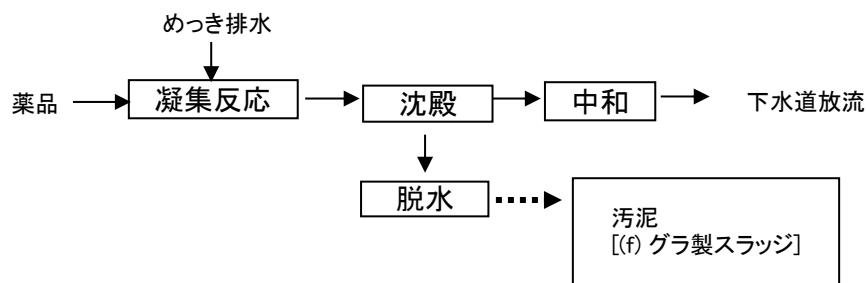 めっき排水
薬品
凝集反応
沈殿
中和
下水道放流
脱水
汚泥
[(f) グラ製スラッジ]